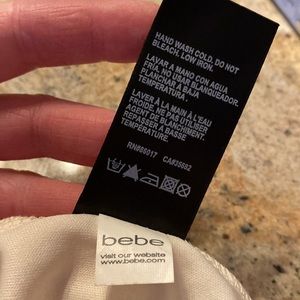 HAND WASH COLD, DO NOT
BLEACH, LOW IRON.
LAVAR A MANO CON AGUA
FRIA, NO USAR BLANQUEADOR,
PLANCHAR A BAJA
TEMPERATURA.
LAVER À LA MAIN À L'EAU
FROIDE, NE PAS UTILISER
AGENT DE BLANCHIMENT,
REPASSER A BASSE
TEMPÉRATURE.
bebe
visit our website
www.bebe.com